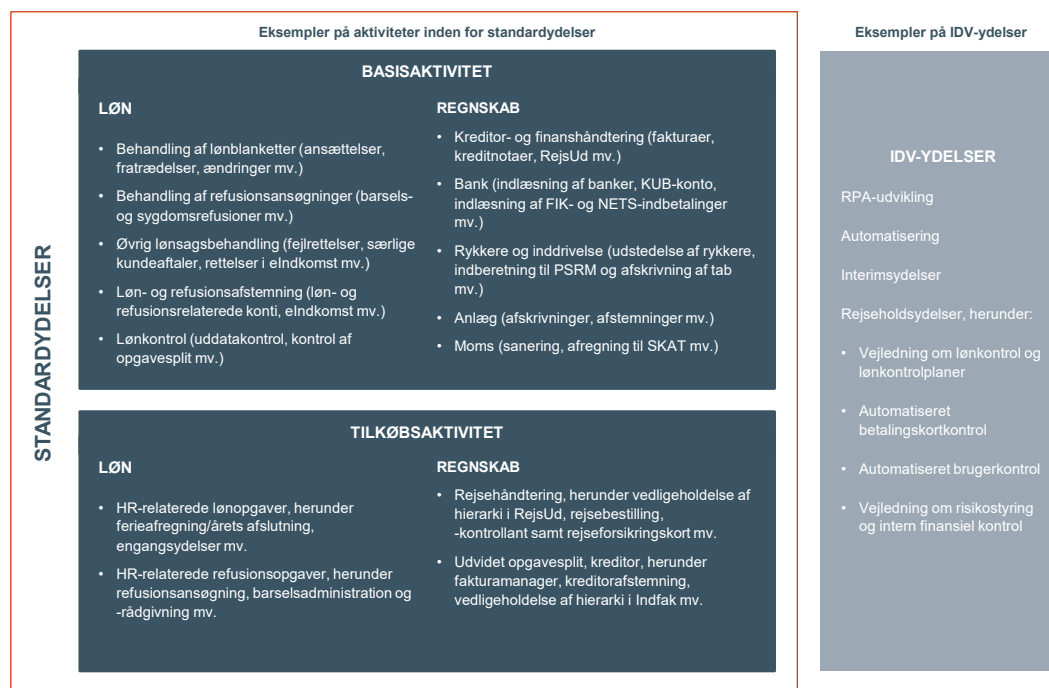 Eksempler på aktiviteter inden for standardydelser
STANDARDYDELSER
BASISAKTIVITET
LØN
• Behandling af lønblanketter (ansættelser,
fratrædelser, ændringer mv.)
• Behandling af refusionsansøgninger (barsels-
og sygdomsrefusioner mv.)
• Øvrig lønsagsbehandling (fejlrettelser, særlige
kundeaftaler, rettelser i eIndkomst mv.)
• Løn- og refusionsafstemning (løn- og
refusionsrelaterede konti, eIndkomst mv.)
• Lønkontrol (uddatakontrol, kontrol af
opgavesplit mv.)
REGNSKAB
• Kreditor- og finanshåndtering (fakturaer,
kreditnotaer, RejsUd mv.)
• Bank (indlæsning af banker, KUB-konto,
indlæsning af FIK- og NETS-indbetalinger
mv.)
• Rykkere og inddrivelse (udstedelse af rykkere,
indberetning til PSRM og afskrivning af tab
mv.)
• Anlæg (afskrivninger, afstemninger mv.)
• Moms (sanering, afregning til SKAT mv.)
TILKØBSAKTIVITET
LØN
• HR-relaterede lønopgaver, herunder
ferieafregning/årets afslutning,
engangsydelser mv.
• HR-relaterede refusionsopgaver, herunder
refusionsansøgning, barselsadministration og
-rådgivning mv.
REGNSKAB
• Rejsehåndtering, herunder vedligeholdelse af
hierarki i RejsUd, rejsebestilling,
-kontrollant samt rejseforsikringskort mv.
• Udvidet opgavesplit, kreditor, herunder
fakturamanager, kreditorafstemning,
vedligeholdelse af hierarki i Indfak mv.
Eksempler på IDV-ydelser
IDV-YDELSER
RPA-udvikling
Automatisering
Interimsydelser
Rejseholdsydelser, herunder:
• Vejledning om lønkontrol og
lønkontrolplaner
• Automatiseret
betalingskortkontrol
• Automatiseret brugerkontrol
• Vejledning om risikostyring
og intern finansiel kontrol